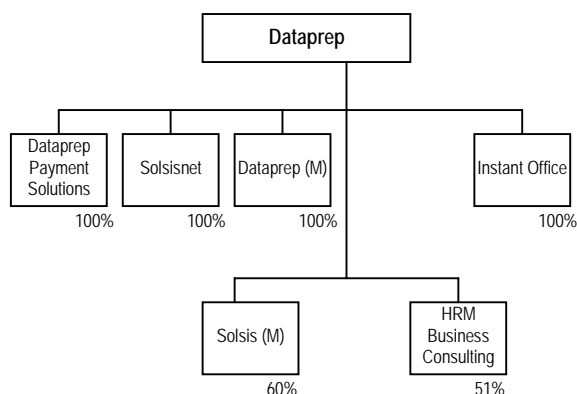 Dataprep
Dataprep
Payment
Solutions
100%
Solsisnet
100%
Dataprep (M)
100%
Instant Office
100%
Solsis (M)
60%
HRM
Business
Consulting
51%